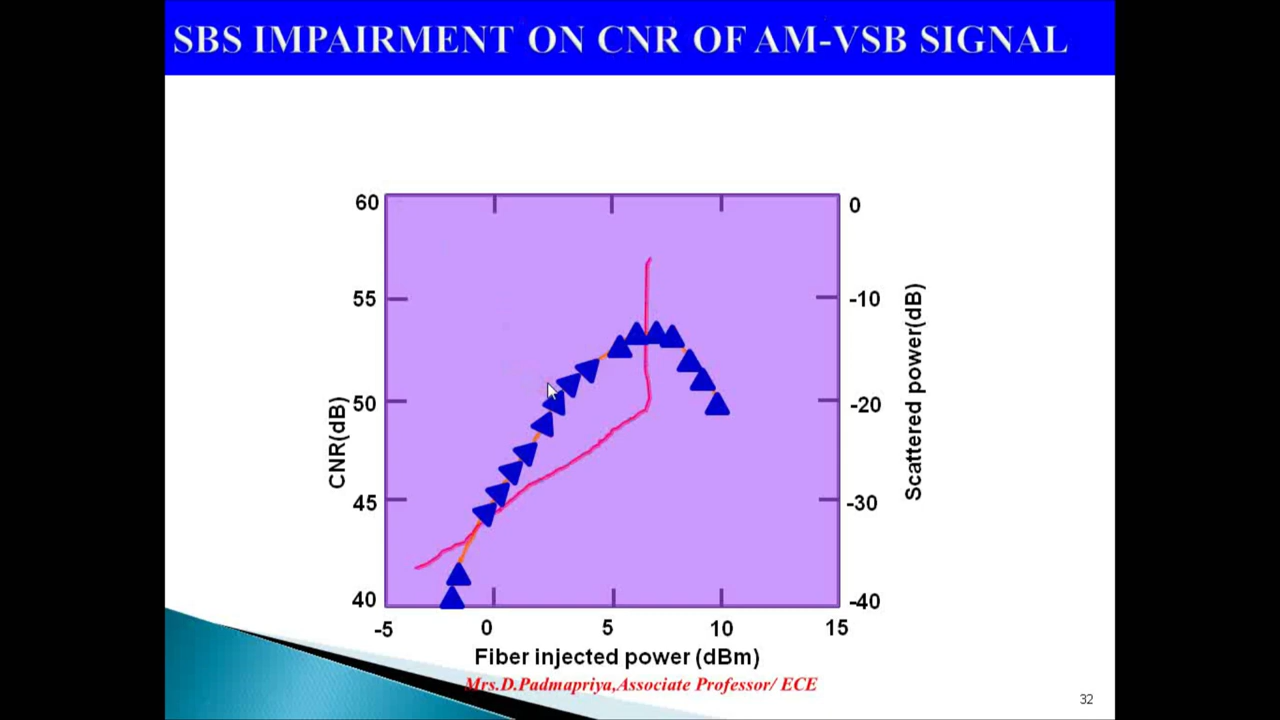 SBS IMPAIRMENT ON CNR OF AM-VSB SIGNAL
60
55
50
45
40
CNR(dB)
0
-10
-20
-30
-40
Scattered power(dB)
-5 0 5 10 15
Fiber injected power (dBm)
Mrs.D.Padmapriya,Associate Professor/ ECE
32